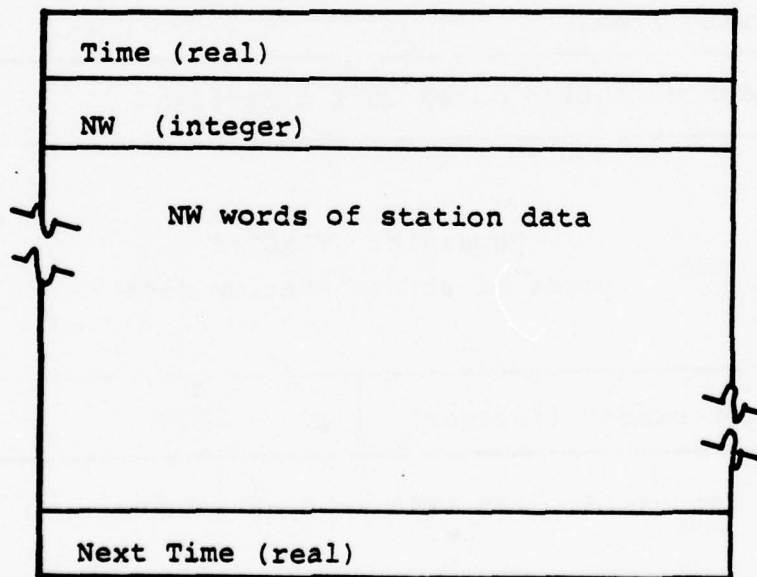 Time (real)
NW (integer)
NW words of station data
Next Time (real)